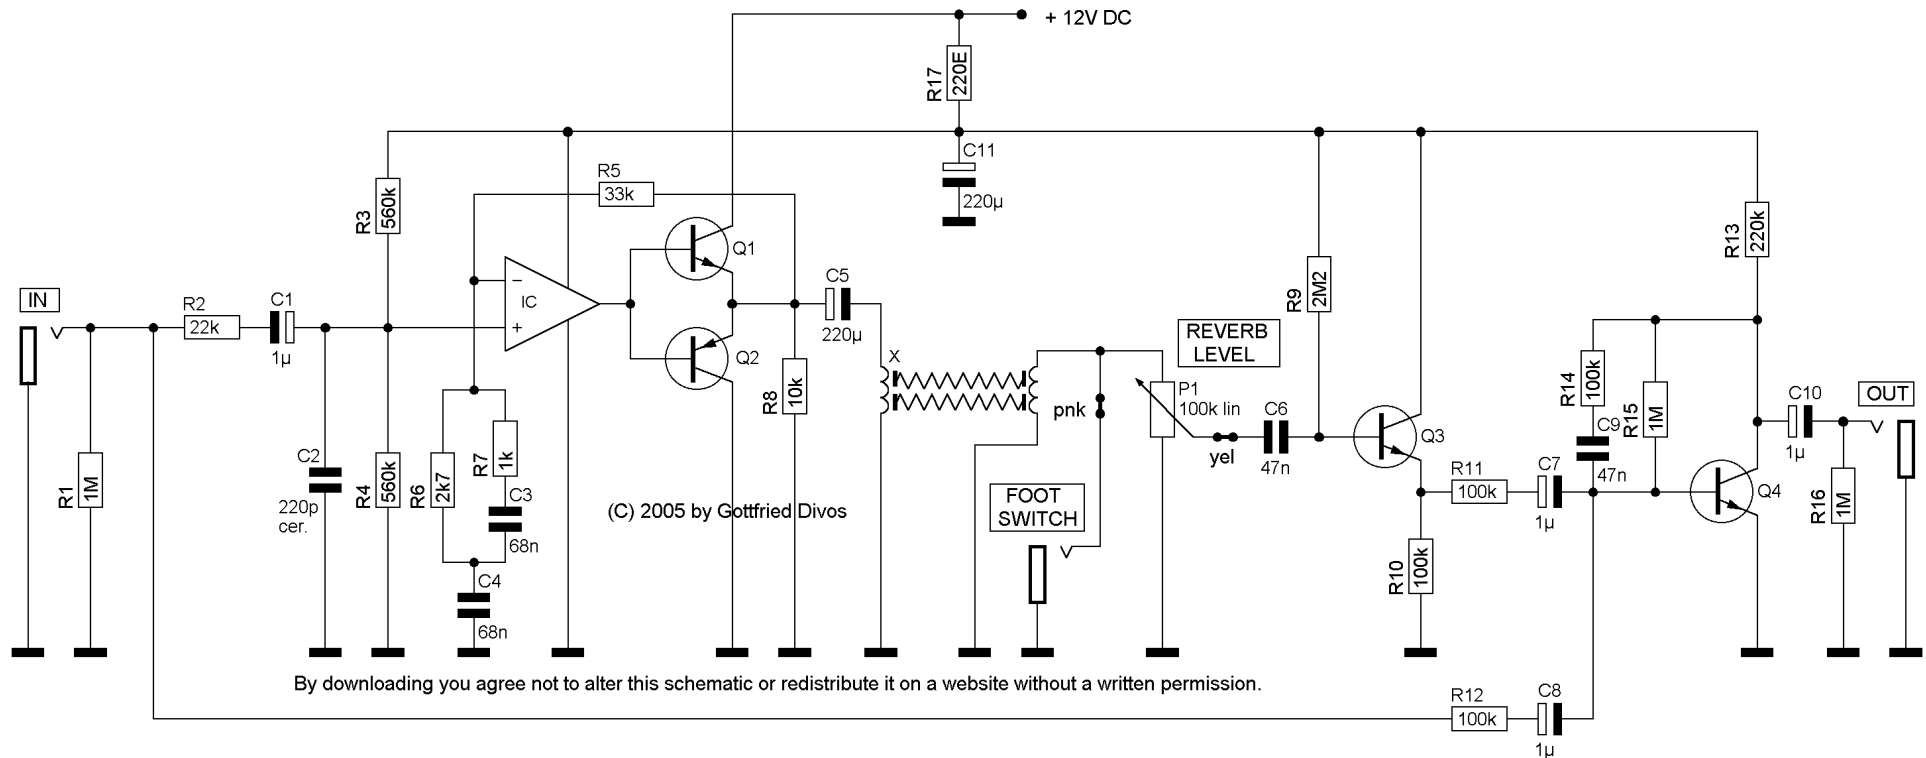 + 12V DC
R17
220E
C11
220µ
R5
33k
R3
560k
R13
220k
Q1
IN
R2
22k
C1
1µ
−
IC
+
C5
220µ
R9
2M2
Q2
X
REVERB
LEVEL
R8
10k
pnk
P1
100k lin
yel
C6
47n
Q3
R14
100k
R15
1M
C9
47n
C10
1µ
OUT
R1
1M
C2
220p
cer.
R4
560k
R6
2k7
R7
1k
C3
68n
C4
68n
(C) 2005 by Gottfried Divos
FOOT
SWITCH
R11
100k
C7
1µ
Q4
R16
1M
R10
100k
By downloading you agree not to alter this schematic or redistribute it on a website without a written permission.
R12
100k
C8
1µ